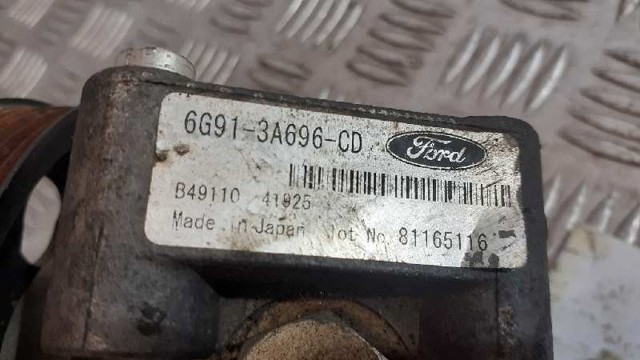 6G91-3A696-CD Ford
B49110 41925
Made in Japan Lot No 81165116